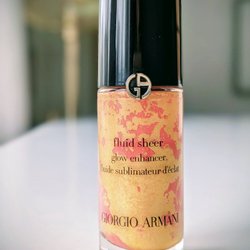 fluid sheer
glow enhancer
fluide sublimateur d'éclat
GIORGIO ARMANI